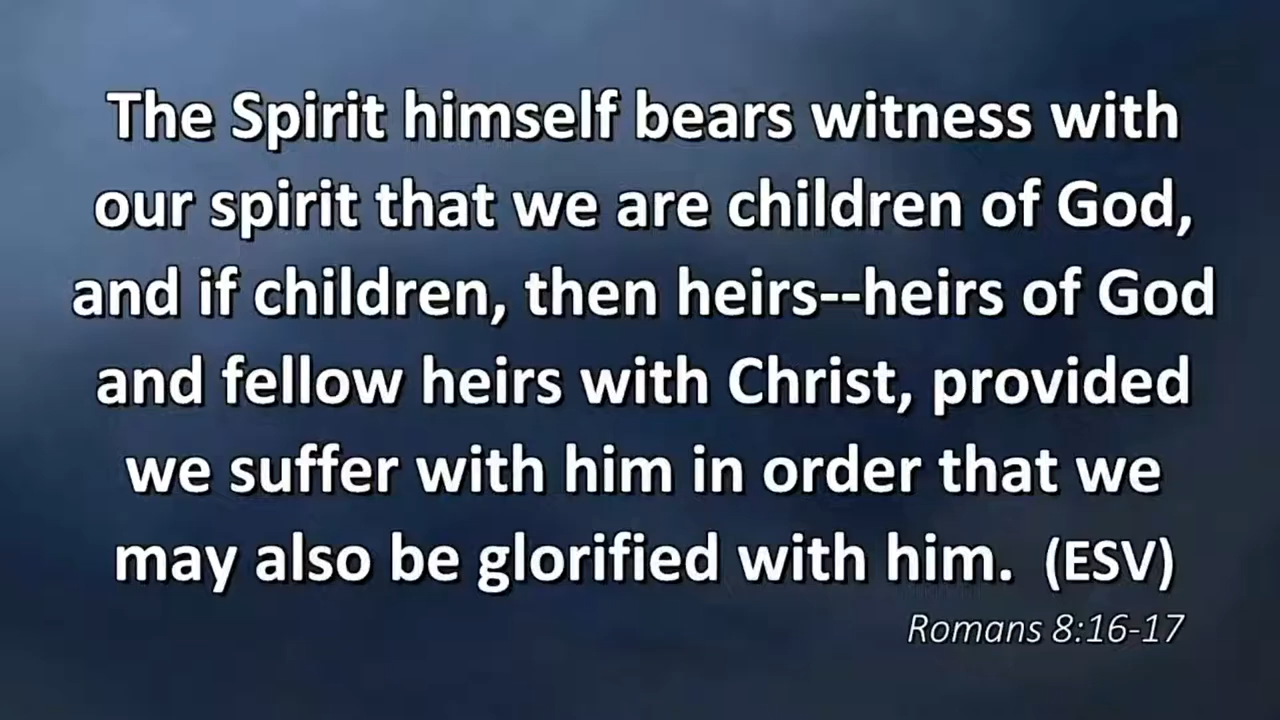 The Spirit himself bears witness with
our spirit that we are children of God,
and if children, then heirs--heirs of God
and fellow heirs with Christ, provided
we suffer with him in order that we
may also be glorified with him. (ESV)
Romans 8:16-17